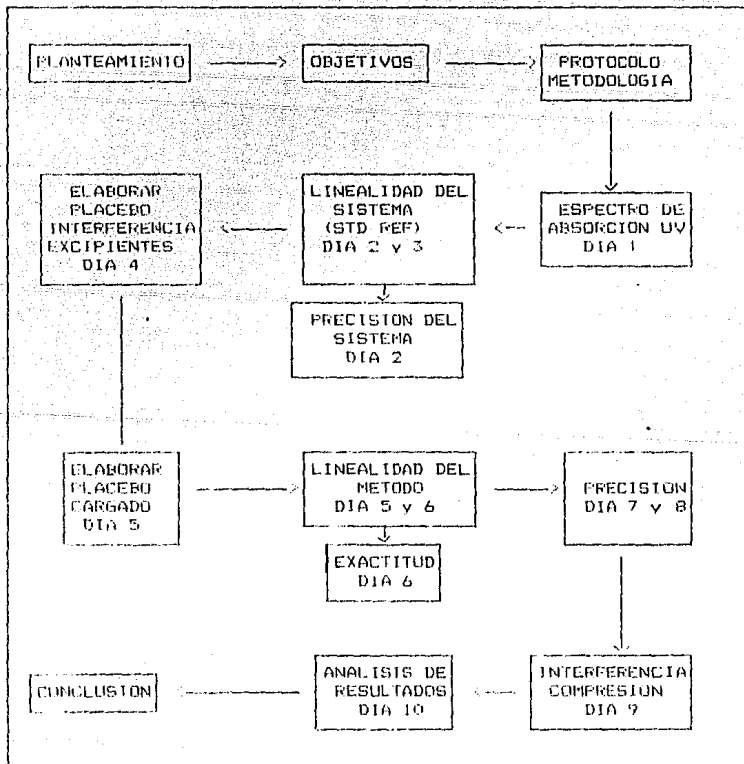 PLANTEAMIENTO
OBJETIVOS
PROTOCOLO
METODOLOGIA
ESPECTRO DE
ABSORCION UV
DIA 1
LINEALIDAD DEL
SISTEMA
(STD REF)
DIA 2 y 3
PRECISION DEL
SISTEMA
DIA 2
ELABORAR
PLACEBO
INTERFERENCIA
EXCIPIENTES
DIA 4
ELABORAR
PLACEBO
CARGADO
DIA 5
LINEALIDAD DEL
METODO
DIA 5 y 6
EXACTITUD
DIA 6
PRECISION
DIA 7 y 8
INTERFERENCIA
COMPRESION
DIA 9
ANALISIS DE
RESULTADOS
DIA 10
CONCLUSION